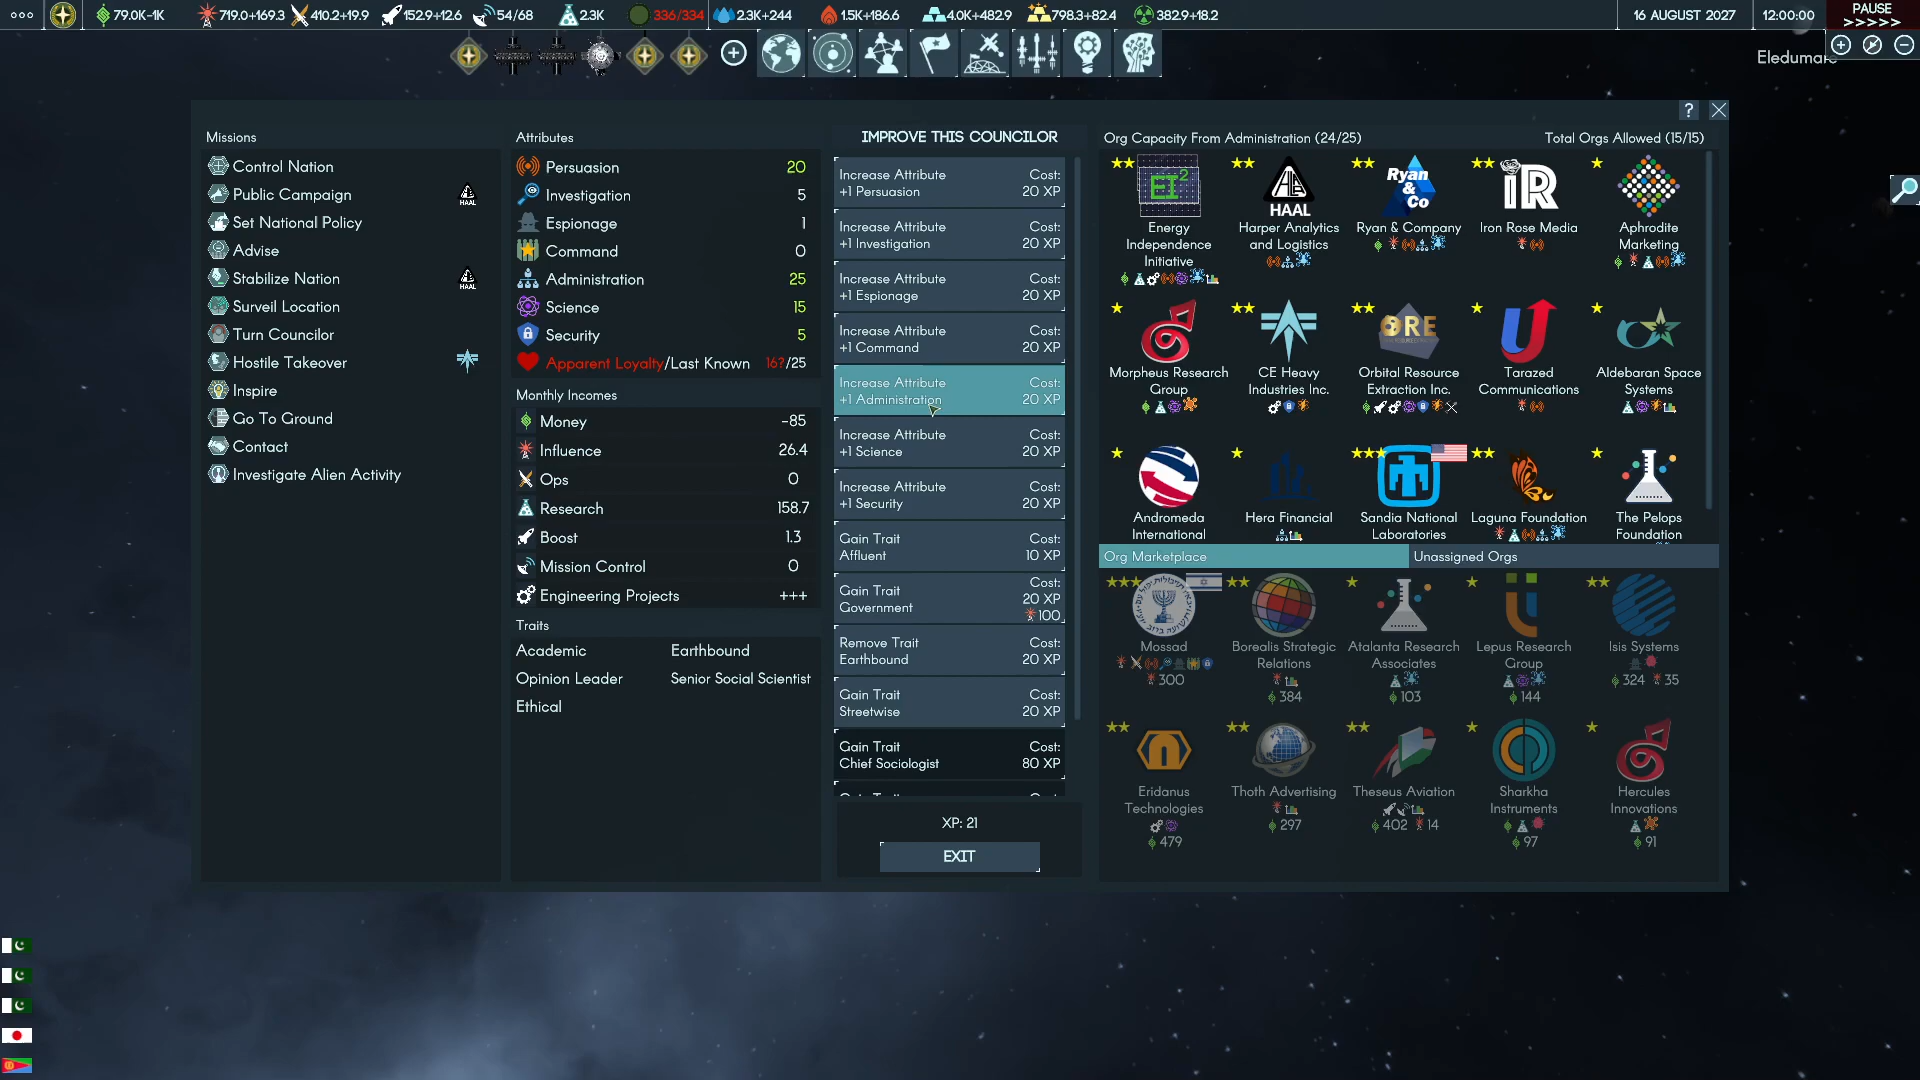 79.0K-1K
719.0+169.3
410.2+19.9
152.9+12.6
54/68
2.3K
336/334
2.3K+244
1.5K+186.6
4.0K+482.9
798.3+82.4
382.9+18.2
16 AUGUST 2027
12:00:00
PAUSE
>>>>>
Missions
Control Nation
Public Campaign
HAAL
Set National Policy
Advise
Stabilize Nation
HAAL
Surveil Location
Turn Councilor
Hostile Takeover
Inspire
Go To Ground
Contact
Investigate Alien Activity
Attributes
Persuasion 20
Investigation 5
Espionage 1
Command 0
Administration 25
Science 15
Security 5
Apparent Loyalty/Last Known 16?/25
Monthly Incomes
Money -85
Influence 26.4
Ops 0
Research 158.7
Boost 1.3
Mission Control 0
Engineering Projects +++
Traits
Academic Earthbound
Opinion Leader Senior Social Scientist
Ethical
IMPROVE THIS COUNCILOR
Increase Attribute Cost:
+1 Persuasion 20 XP
Increase Attribute Cost:
+1 Investigation 20 XP
Increase Attribute Cost:
+1 Espionage 20 XP
Increase Attribute Cost:
+1 Command 20 XP
Increase Attribute Cost:
+1 Administration 20 XP
Increase Attribute Cost:
+1 Science 20 XP
Increase Attribute Cost:
+1 Security 20 XP
Gain Trait Cost:
Affluent 10 XP
Gain Trait Cost:
Government 20 XP
100
Remove Trait Cost:
Earthbound 20 XP
Gain Trait Cost:
Streetwise 20 XP
Gain Trait Cost:
Chief Sociologist 80 XP
XP: 21
EXIT
?
Org Capacity From Administration (24/25) Total Orgs Allowed (15/15)
EI2
HAAL
Ryan & Co
IR
Energy Independence Initiative
Harper Analytics and Logistics
Ryan & Company
Iron Rose Media
Aphrodite Marketing
ORE
Morpheus Research Group
CE Heavy Industries Inc.
Orbital Resource Extraction Inc.
Tarazed Communications
Aldebaran Space Systems
Andromeda International
Hera Financial
Sandia National Laboratories
Laguna Foundation
The Pelops Foundation
Org Marketplace
Unassigned Orgs
Mossad
300
Borealis Strategic Relations
384
Atalanta Research Associates
103
Lepus Research Group
144
Isis Systems
324 35
Eridanus Technologies
479
Thoth Advertising
297
Theseus Aviation
402 14
Sharkha Instruments
97
Hercules Innovations
91